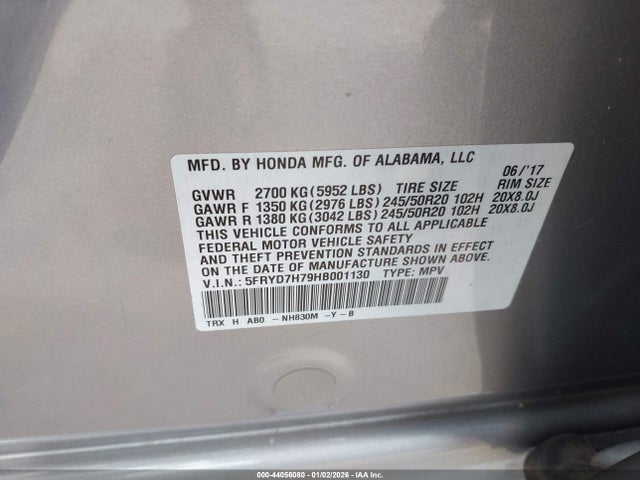 MFD. BY HONDA MFG. OF ALABAMA, LLC
06/'17
GVWR 2700 KG (5952 LBS) TIRE SIZE RIM SIZE
GAWR F 1350 KG (2976 LBS) 245/50R20 102H 20X8.0J
GAWR R 1380 KG (3042 LBS) 245/50R20 102H 20X8.0J
THIS VEHICLE CONFORMS TO ALL APPLICABLE
FEDERAL MOTOR VEHICLE SAFETY
AND THEFT PREVENTION STANDARDS IN EFFECT
ON THE DATE OF MANUFACTURE SHOWN ABOVE.
V.I.N.: 5FRYD7H79HB001130 TYPE: MPV
TRX H AB0 -NH830M -Y-B
000-44056080 - 01/02/2026 - IAA Inc.